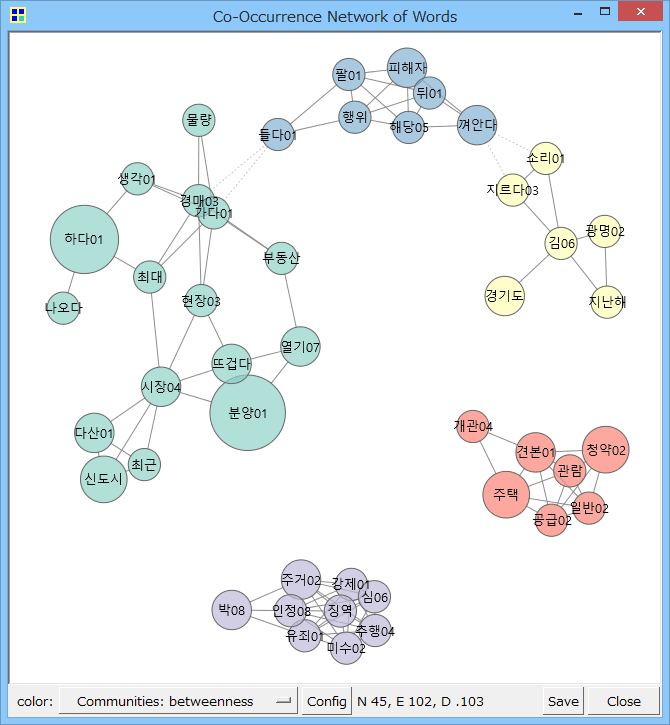 Co-Occurrence Network of Words
피해자
팔01
뒤01
물량
행위
해당05
껴안다
들다01
소리01
생각01
지르다03
경매03
가다01
광명02
하다01
김06
부동산
최대
경기도
나오다
현장03
지난해
열기07
뜨겁다
시장04
분양01
개관04
다산01
견본01
청약02
최근
관람
신도시
주택
일반02
공급02
주거02
강제01
심06
박08
인정08
징역
유죄01
추행04
미수02
color:
Communities: betweenness
Config
N 45, E 102, D .103
Save
Close